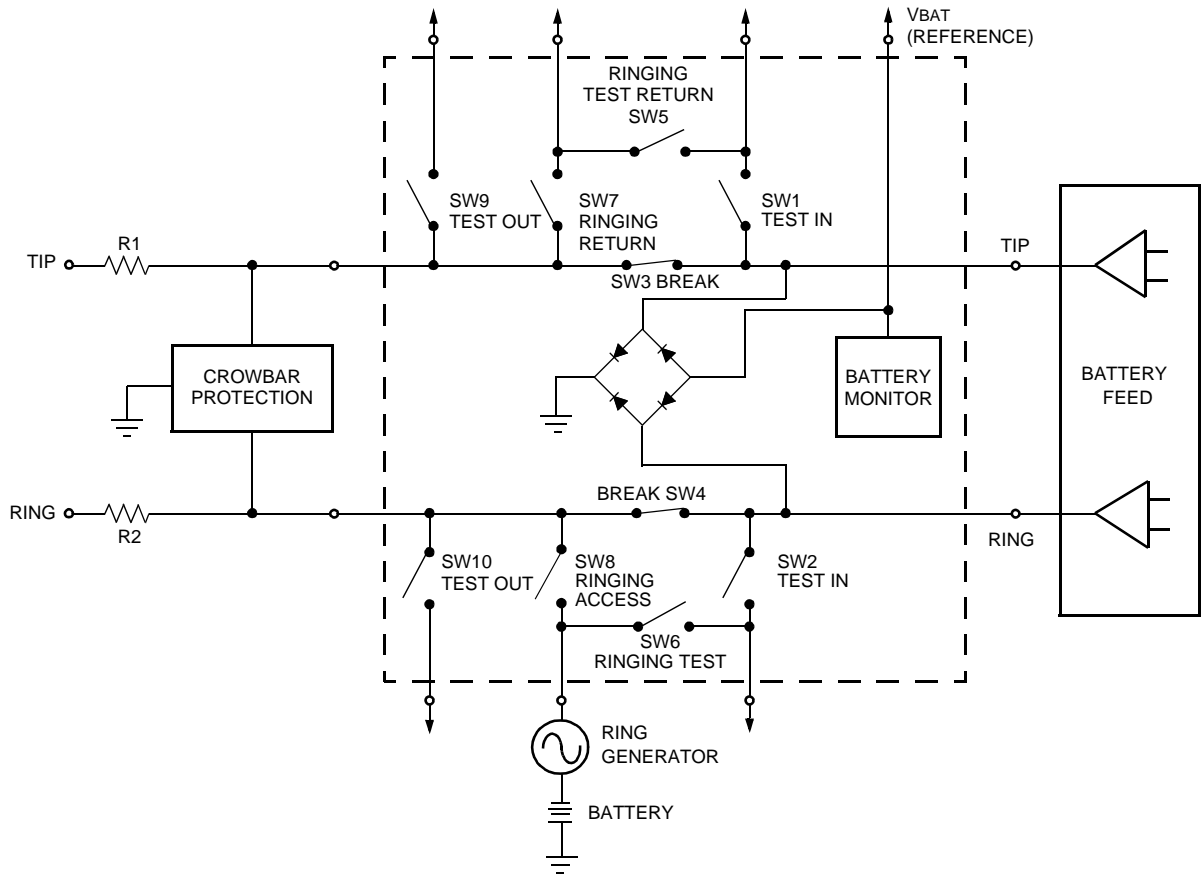 VBAT
(REFERENCE)
RINGING
TEST RETURN
SW5
SW9
TEST OUT
SW7
RINGING
RETURN
SW1
TEST IN
TIP
R1
SW3 BREAK
TIP
CROWBAR
PROTECTION
BATTERY
MONITOR
BATTERY
FEED
RING
R2
BREAK SW4
RING
SW10
TEST OUT
SW8
RINGING
ACCESS
SW2
TEST IN
SW6
RINGING TEST
RING
GENERATOR
BATTERY